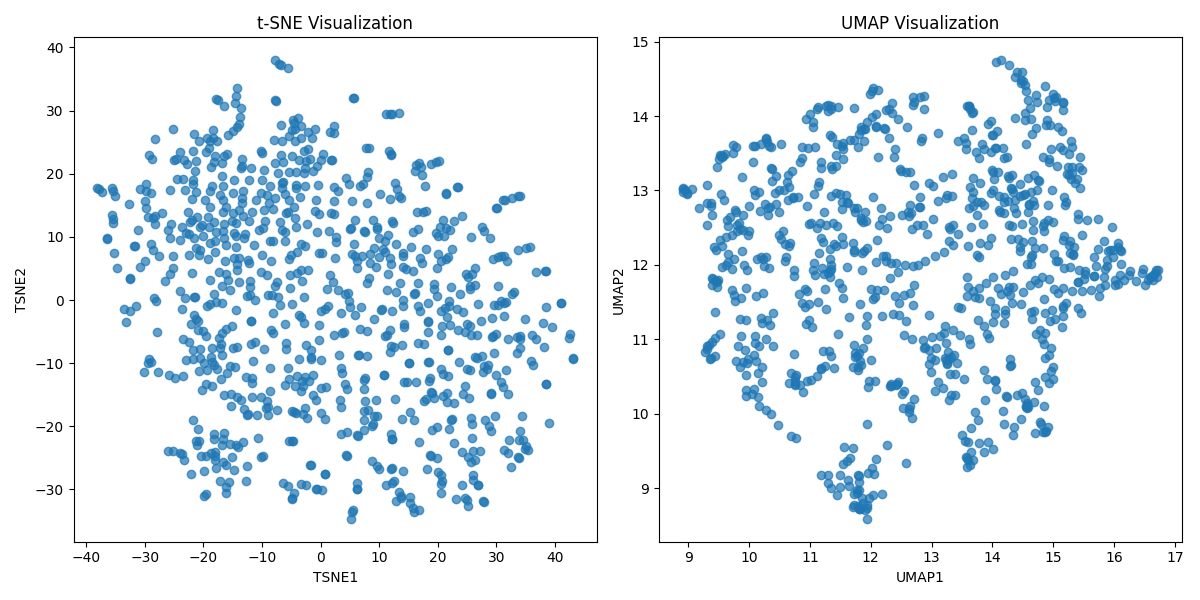 t-SNE Visualization
40
30
20
10
0
−10
−20
−30
TSNE2
−40 −30 −20 −10 0 10 20 30 40
TSNE1
UMAP Visualization
15
14
13
12
11
10
9
UMAP2
9 10 11 12 13 14 15 16 17
UMAP1